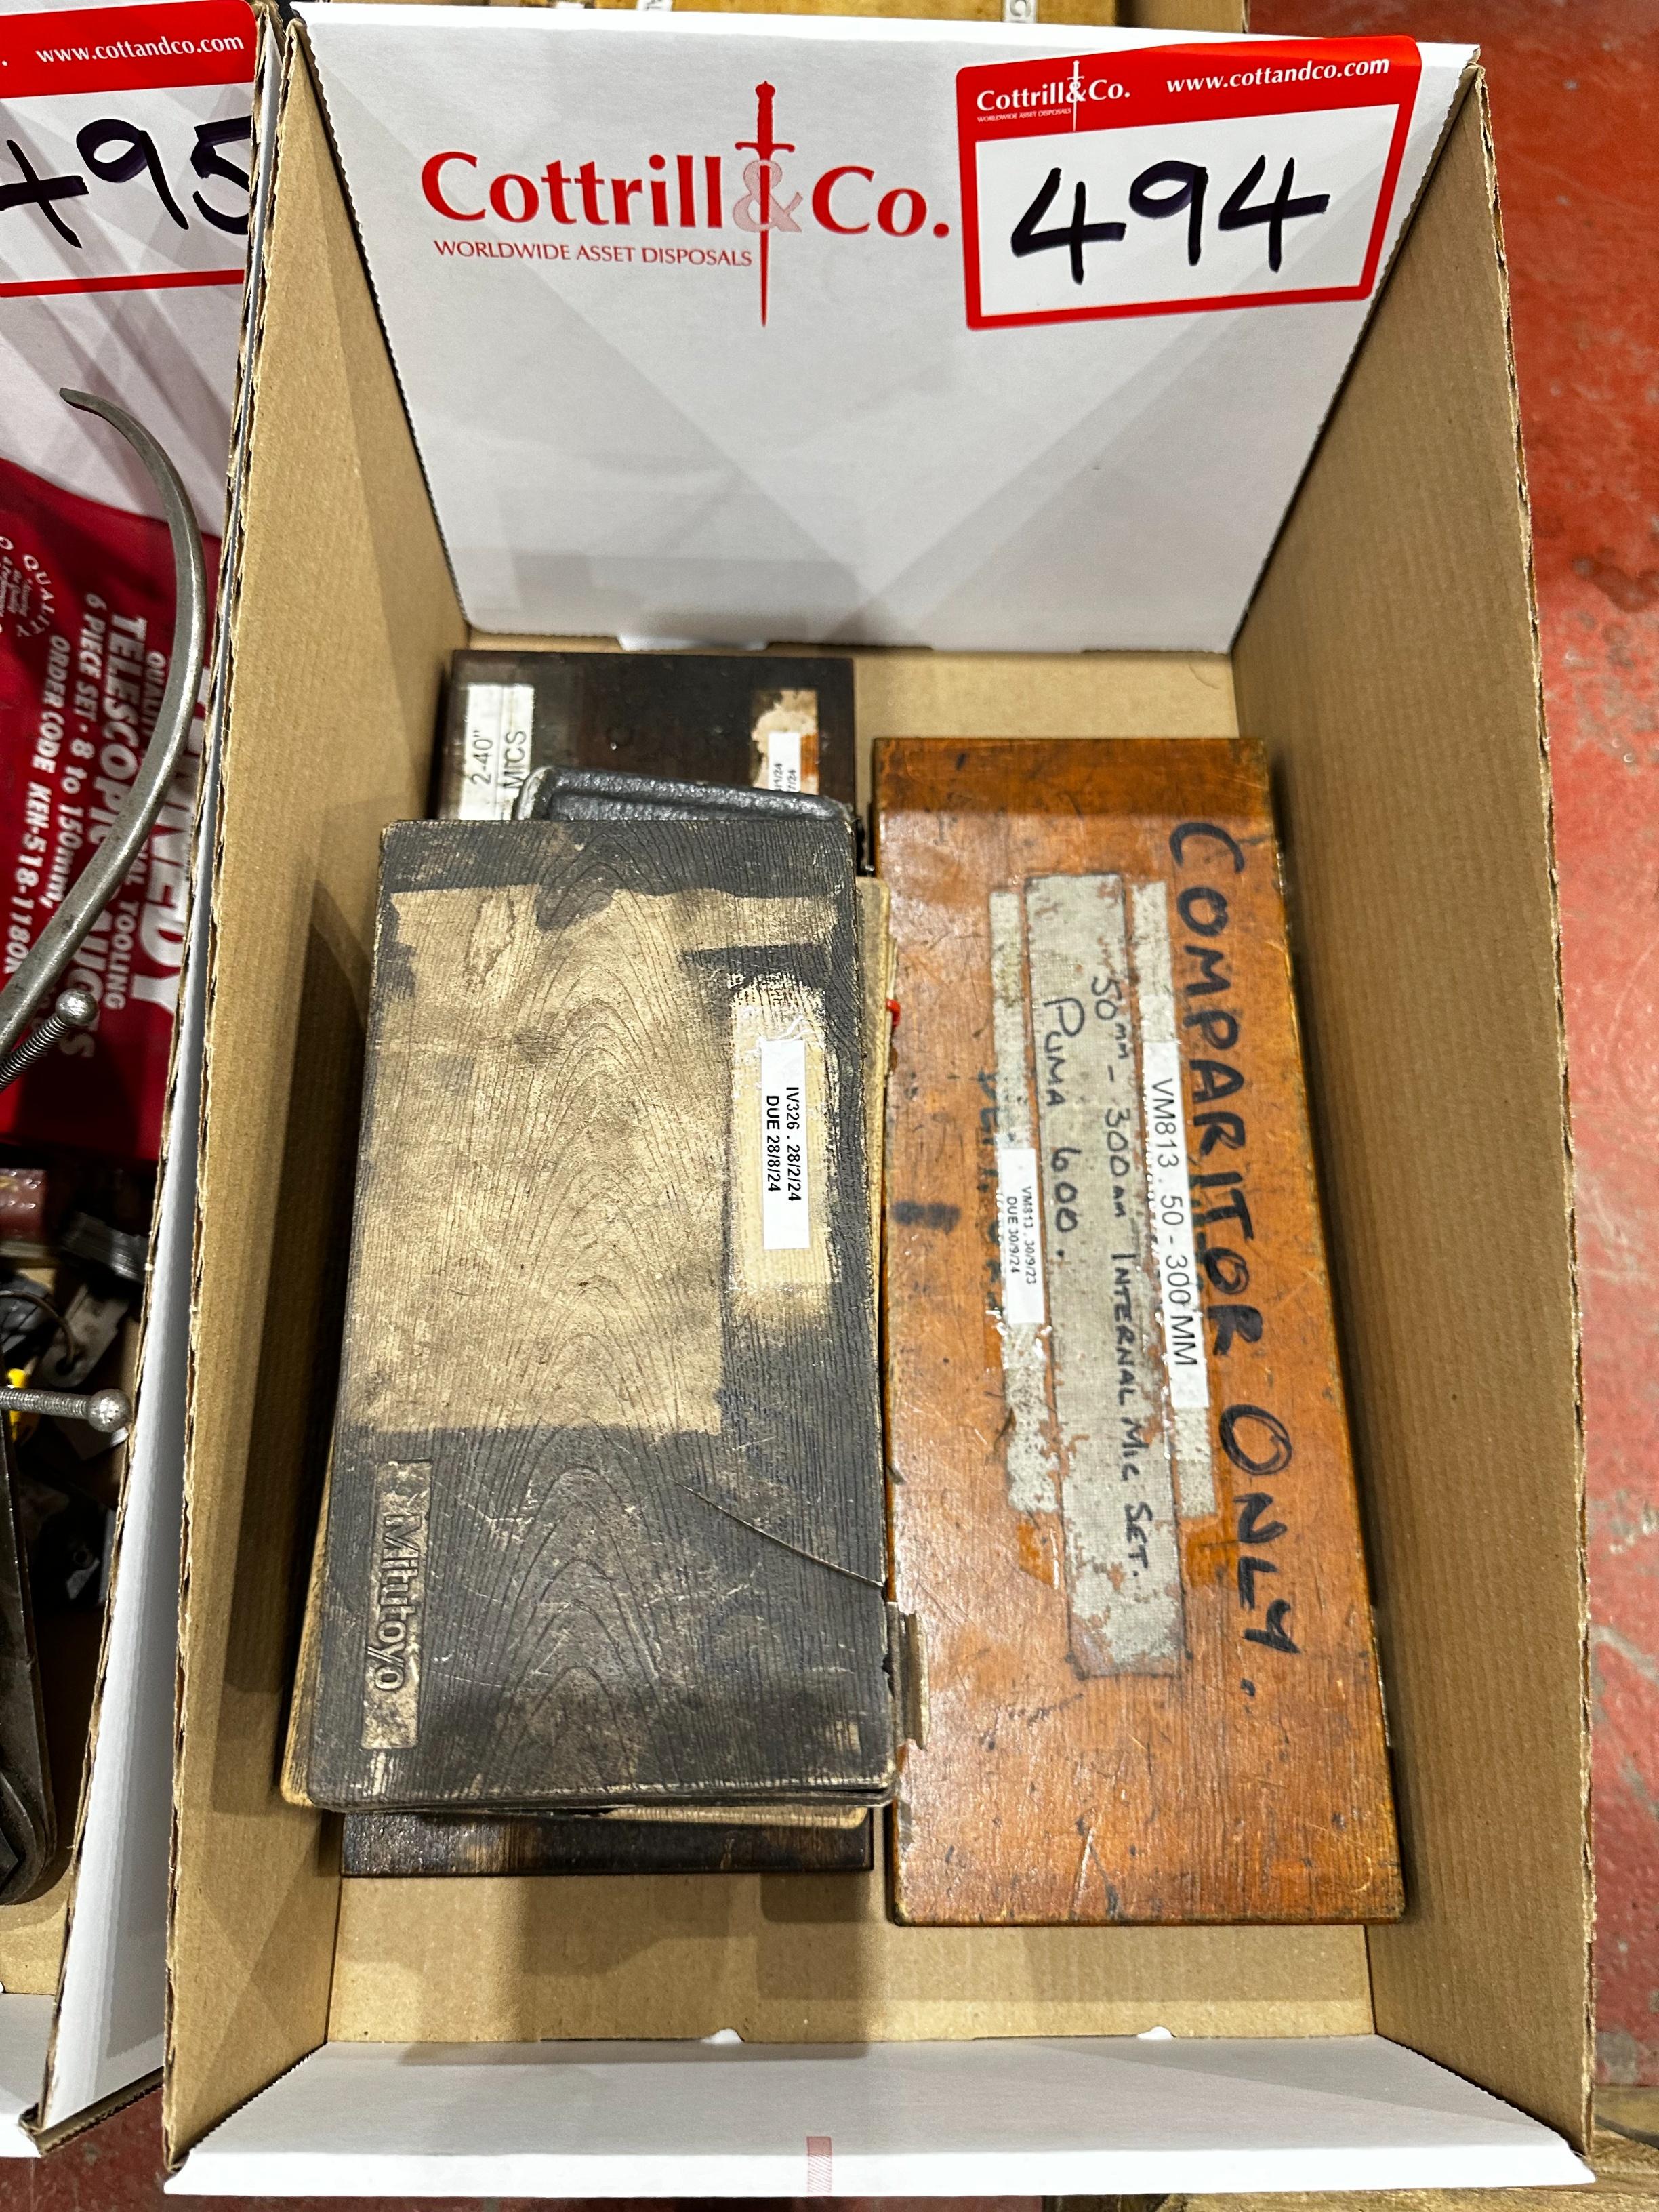 www.cottandco.com
495
Cottrill & Co.
WORLDWIDE ASSET DISPOSALS
Cottrill & Co.
WORLDWIDE ASSET DISPOSALS
www.cottandco.com
494
QUALITY
TELESCOPIC
6 PIECE SET. 8 to 150mm
ORDER CODE KEN-518-1180K
TOOLING
2-40"
MICS
IV326 . 28/2/24
DUE 28/8/24
Mitutoyo
COMPARITOR ONLY.
VM813 . 50 - 300 MM
50mm - 300mm INTERNAL MIC SET.
PUMA 600.
VM813 . 30/9/23
DUE 30/9/24